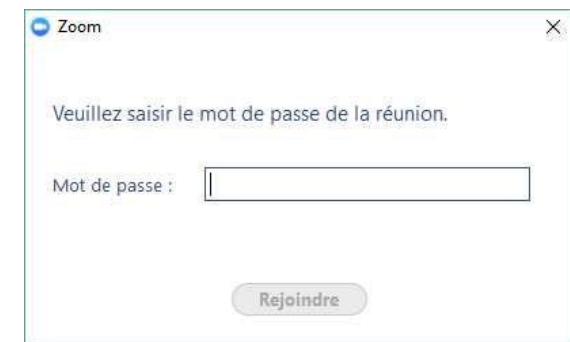 Zoom
Veuillez saisir le mot de passe de la réunion.
Mot de passe :
Rejoindre